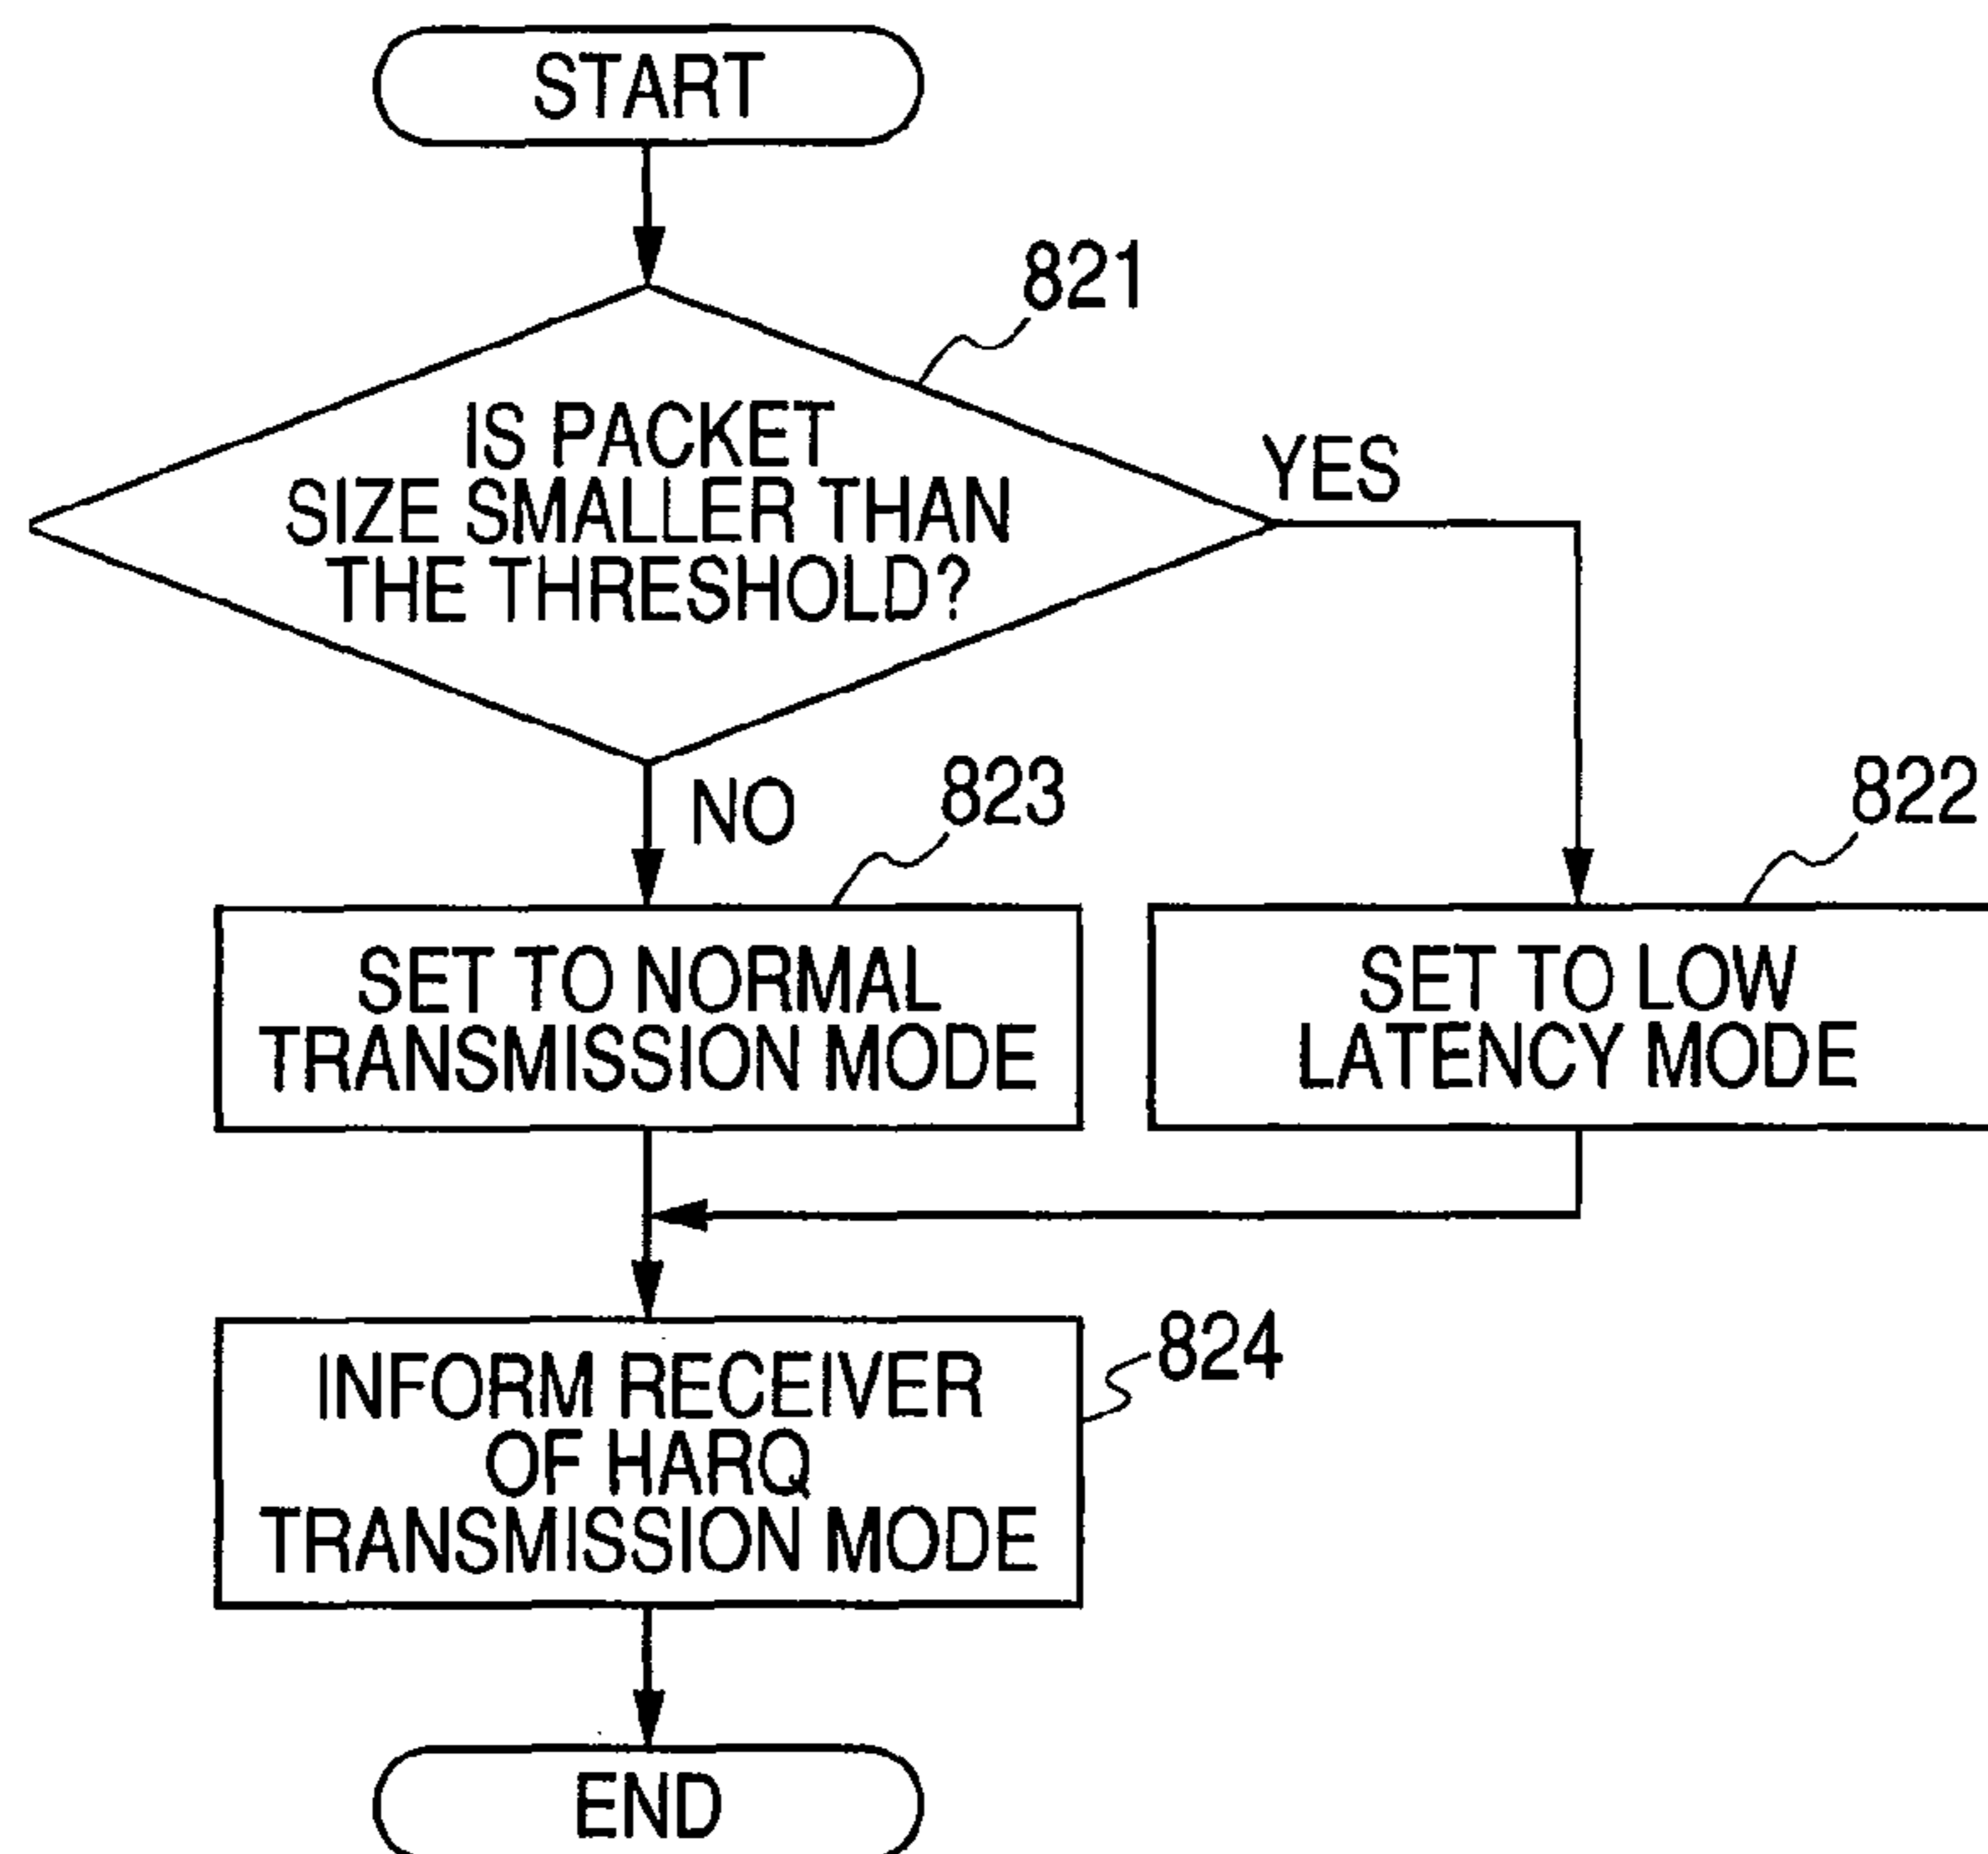 START
821
IS PACKET
SIZE SMALLER THAN
THE THRESHOLD?
YES
NO
823
822
SET TO NORMAL
TRANSMISSION MODE
SET TO LOW
LATENCY MODE
INFORM RECEIVER
OF HARQ
TRANSMISSION MODE
824
END